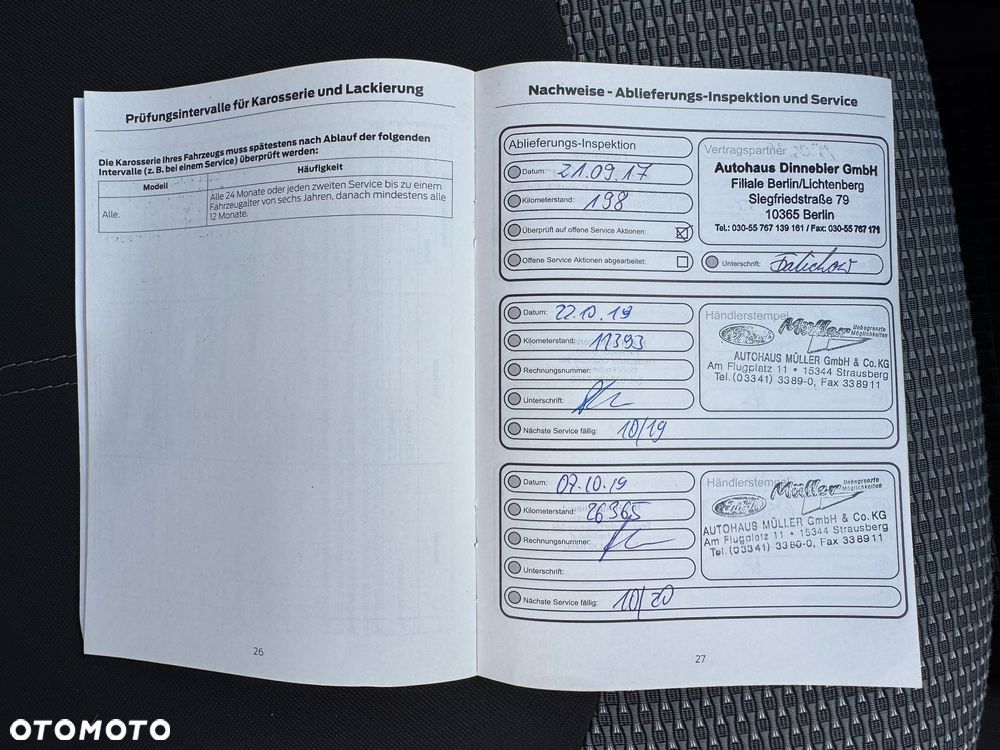 Prüfungsintervalle für Karosserie und Lackierung
Die Karosserie Ihres Fahrzeugs muss spätestens nach Ablauf der folgenden
Intervalle (z. B. bei einem Service) überprüft werden:
Modell
Häufigkeit
Alle.
Alle 24 Monate oder jeden zweiten Service bis zu einem
Fahrzeugalter von sechs Jahren, danach mindestens alle
12 Monate.
26
Nachweise - Ablieferungs-Inspektion und Service
Ablieferungs-Inspektion
Datum: 21.09.17
Kilometerstand: 198
Überprüft auf offene Service Aktionen:
Offene Service Aktionen abgearbeitet:
Vertragspartner
Autohaus Dinnebier GmbH
Filiale Berlin/Lichtenberg
Siegfriedstraße 79
10365 Berlin
Tel.: 030-55 767 139 161 / Fax: 030-55 767 171
Unterschrift:
Datum: 22.10.19
Kilometerstand: 11393
Rechnungsnummer:
Unterschrift:
Nächste Service fällig: 10/19
Händlerstempel
Müller Unbegrenzte
Möglichkeiten
AUTOHAUS MÜLLER GmbH & Co. KG
Am Flugplatz 11 • 15344 Strausberg
Tel. (03341) 3389-0, Fax 338911
Datum: 07.10.19
Kilometerstand: 26365
Rechnungsnummer:
Unterschrift:
Nächste Service fällig: 10/20
Händlerstempel
Müller Unbegrenzte
Möglichkeiten
AUTOHAUS MÜLLER GmbH & Co. KG
Am Flugplatz 11 • 15344 Strausberg
Tel. (03341) 3380-0, Fax 338911
27
OTOMOTO